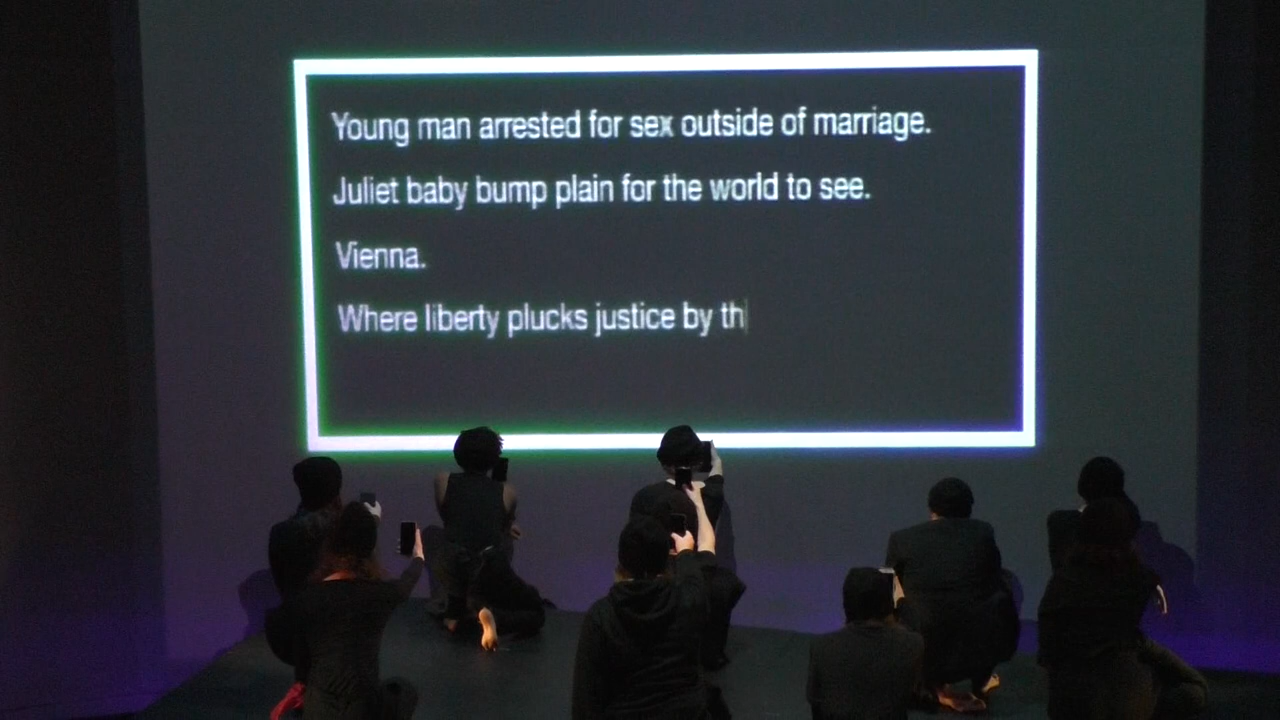 Young man arrested for sex outside of marriage.
Juliet baby bump plain for the world to see.
Vienna.
Where liberty plucks justice by th